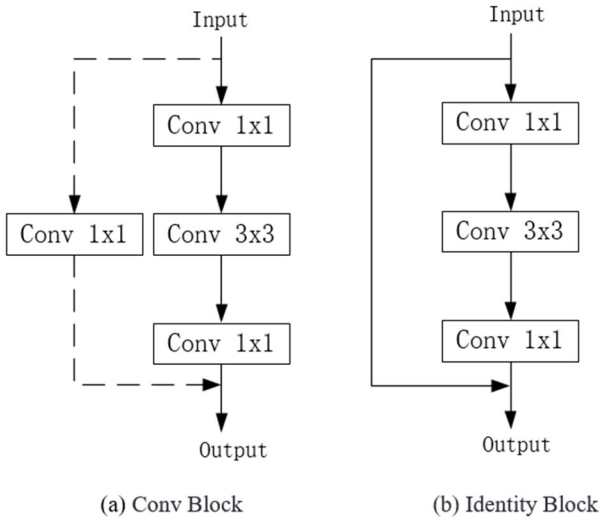 Input
Conv 1x1
Conv 1x1
Conv 3x3
Conv 1x1
Output
(a) Conv Block
Input
Conv 1x1
Conv 3x3
Conv 1x1
Output
(b) Identity Block